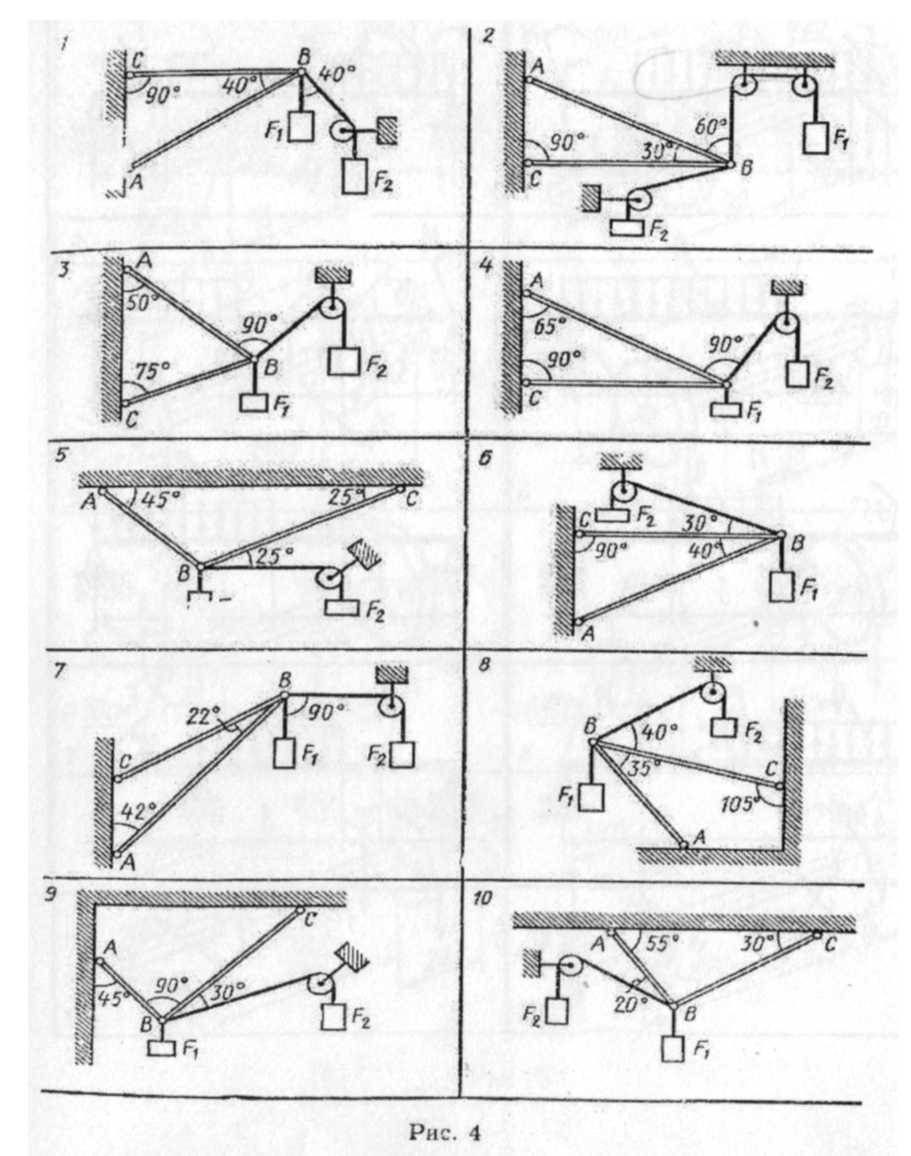 1
C
B
40°
40°
90°
F₁
A
F₂
2
A
60°
90°
30°
B
C
F₁
F₂
3
A
50°
90°
75°
B
C
F₁
F₂
4
A
65°
90°
90°
C
F₁
F₂
5
A
45°
25°
C
B
25°
F₂
6
F₂
C
30°
90°
40°
B
F₁
A
7
B
22°
90°
C
F₁
F₂
42°
A
8
B
40°
F₂
35°
C
F₁
105°
A
9
C
A
90°
45°
30°
B
F₁
F₂
10
A
55°
30°
C
20°
B
F₂
F₁
Рис. 4